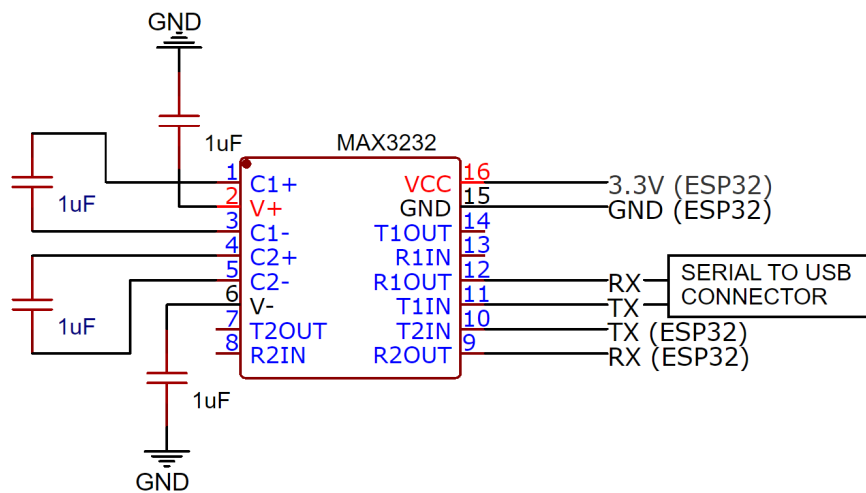 GND
1uF
MAX3232
1uF
1 C1+
2 V+
3 C1-
4 C2+
5 C2-
6 V-
7 T2OUT
8 R2IN
VCC 16
GND 15
T1OUT 14
R1IN 13
R1OUT 12
T1IN 11
T2IN 10
R2OUT 9
3.3V (ESP32)
GND (ESP32)
RX
TX
SERIAL TO USB
CONNECTOR
TX (ESP32)
RX (ESP32)
1uF
1uF
GND